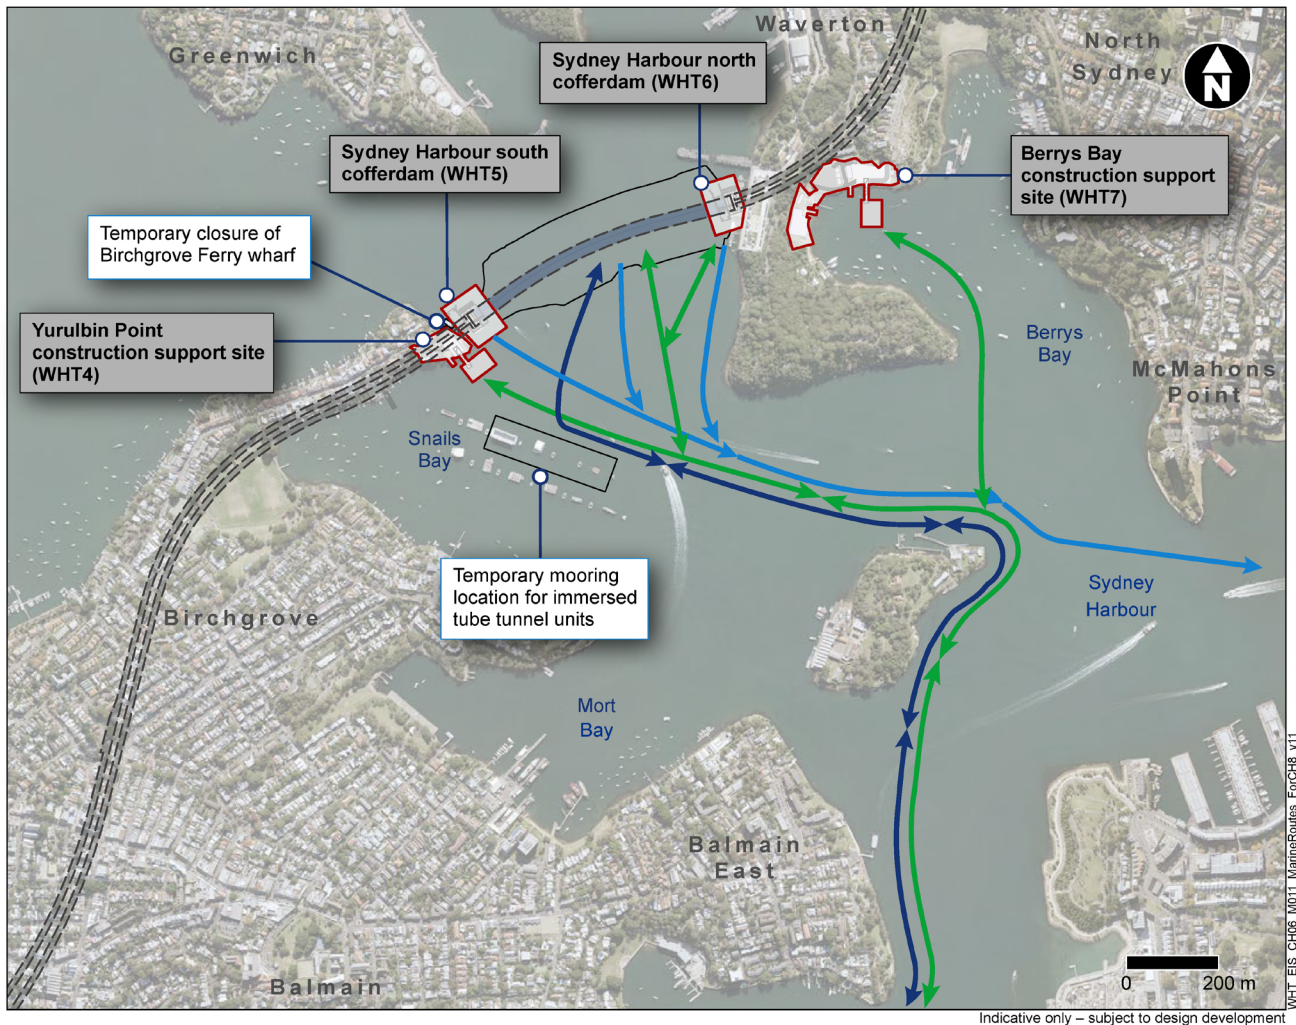 Greenwich
Waverton
North
Sydney
N
Sydney Harbour north
cofferdam (WHT6)
Sydney Harbour south
cofferdam (WHT5)
Berrys Bay
construction support
site (WHT7)
Temporary closure of
Birchgrove Ferry wharf
Yurulbin Point
construction support site
(WHT4)
Berrys
Bay
McMahons
Point
Snails
Bay
Temporary mooring
location for immersed
tube tunnel units
Sydney
Harbour
Birchgrove
Mort
Bay
Balmain
East
Balmain
0 200 m
WHT_EIS_CH06_M011_MarineRoutes_ForCH8_v11
Indicative only – subject to design development